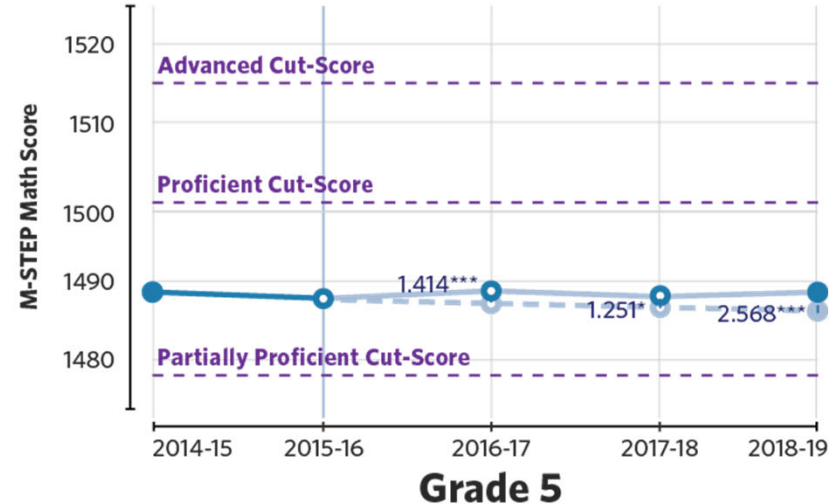 M-STEP Math Score
1520
Advanced Cut-Score
1510
Proficient Cut-Score
1500
1490
1.414***
1.251*
2.568***
1480
Partially Proficient Cut-Score
2014-15
2015-16
2016-17
2017-18
2018-19
Grade 5